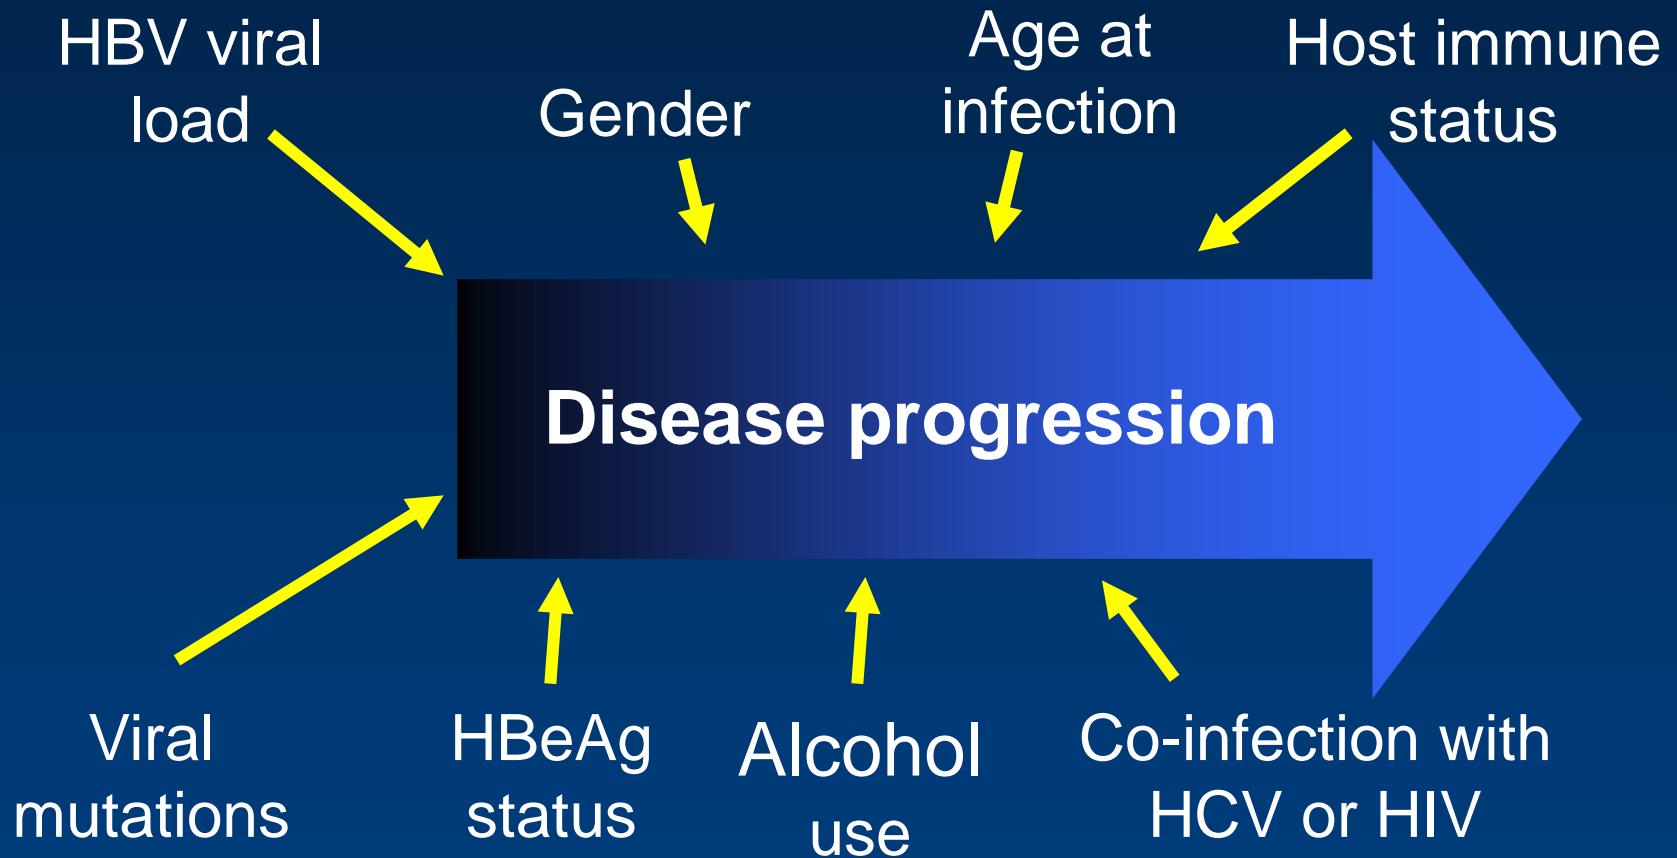 HBV viral
load
Gender
Age at
infection
Host immune
status
Disease progression
Viral
mutations
HBeAg
status
Alcohol
use
Co-infection with
HCV or HIV